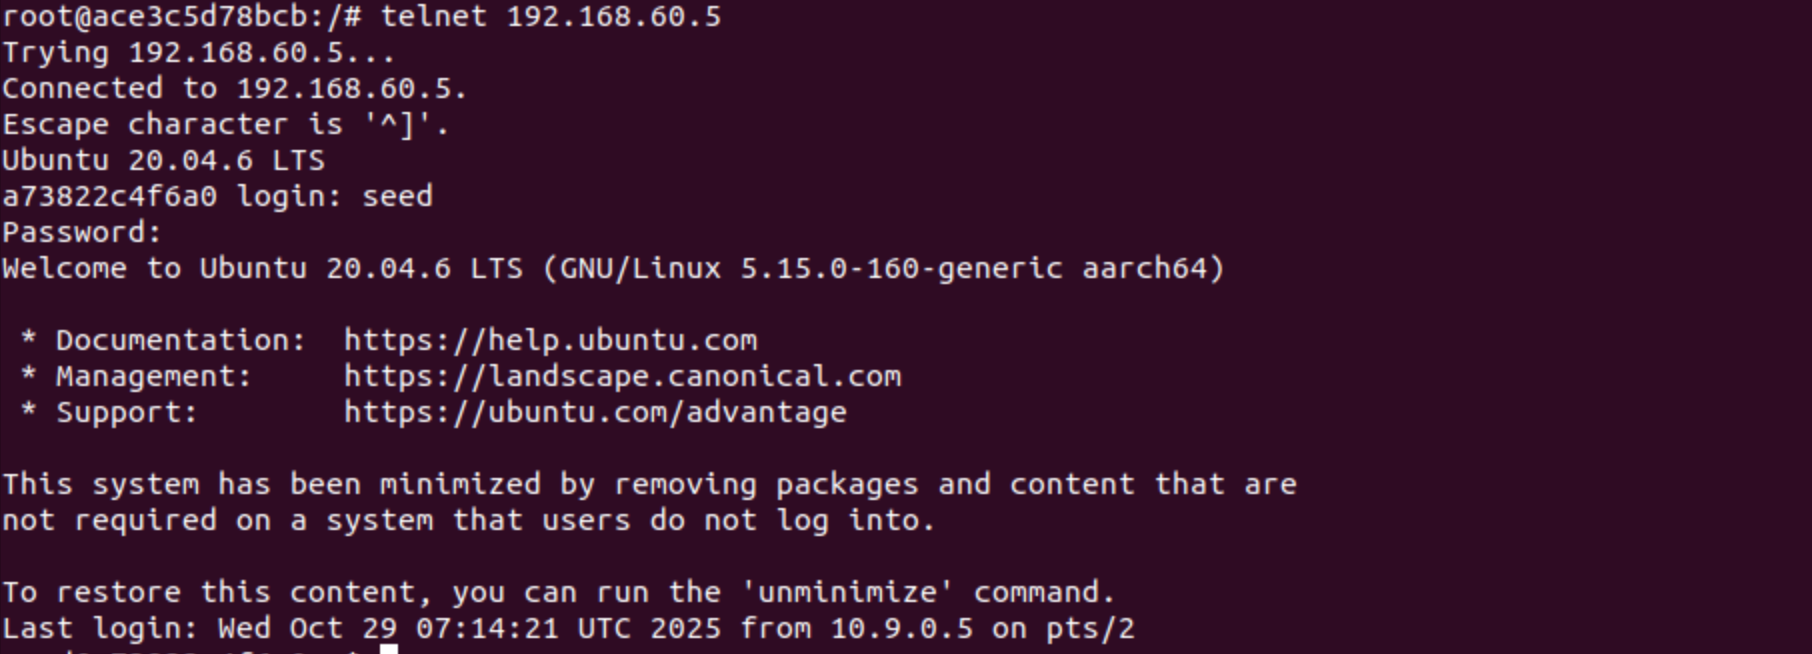 root@ace3c5d78bcb:/# telnet 192.168.60.5
Trying 192.168.60.5...
Connected to 192.168.60.5.
Escape character is '^]'.
Ubuntu 20.04.6 LTS
a73822c4f6a0 login: seed
Password:
Welcome to Ubuntu 20.04.6 LTS (GNU/Linux 5.15.0-160-generic aarch64)
 * Documentation:  https://help.ubuntu.com
 * Management:     https://landscape.canonical.com
 * Support:        https://ubuntu.com/advantage
This system has been minimized by removing packages and content that are
not required on a system that users do not log into.
To restore this content, you can run the 'unminimize' command.
Last login: Wed Oct 29 07:14:21 UTC 2025 from 10.9.0.5 on pts/2